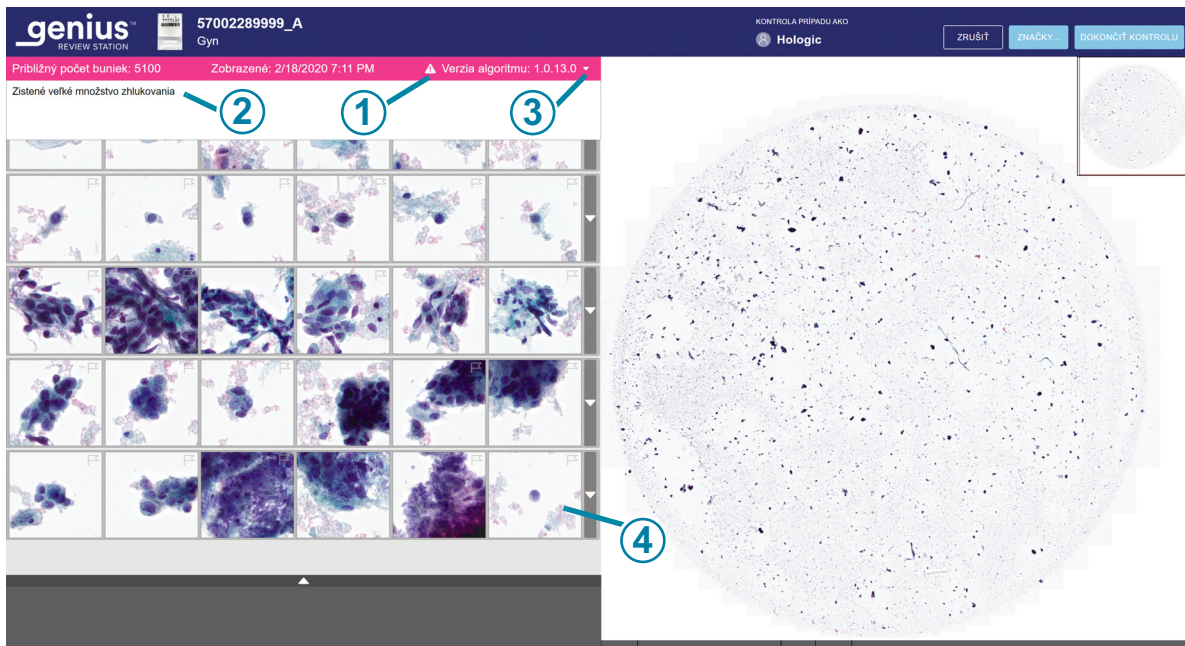 genius™
REVIEW STATION
57002289999_A
Gyn
KONTROLA PRÍPADU AKO
Hologic
ZRUŠIŤ
ZNAČKY...
DOKONČIŤ KONTROLU
Približný počet buniek: 5100
Zobrazené: 2/18/2020 7:11 PM
Verzia algoritmu: 1.0.13.0
Zistené veľké množstvo zhlukovania
2
1
3
4